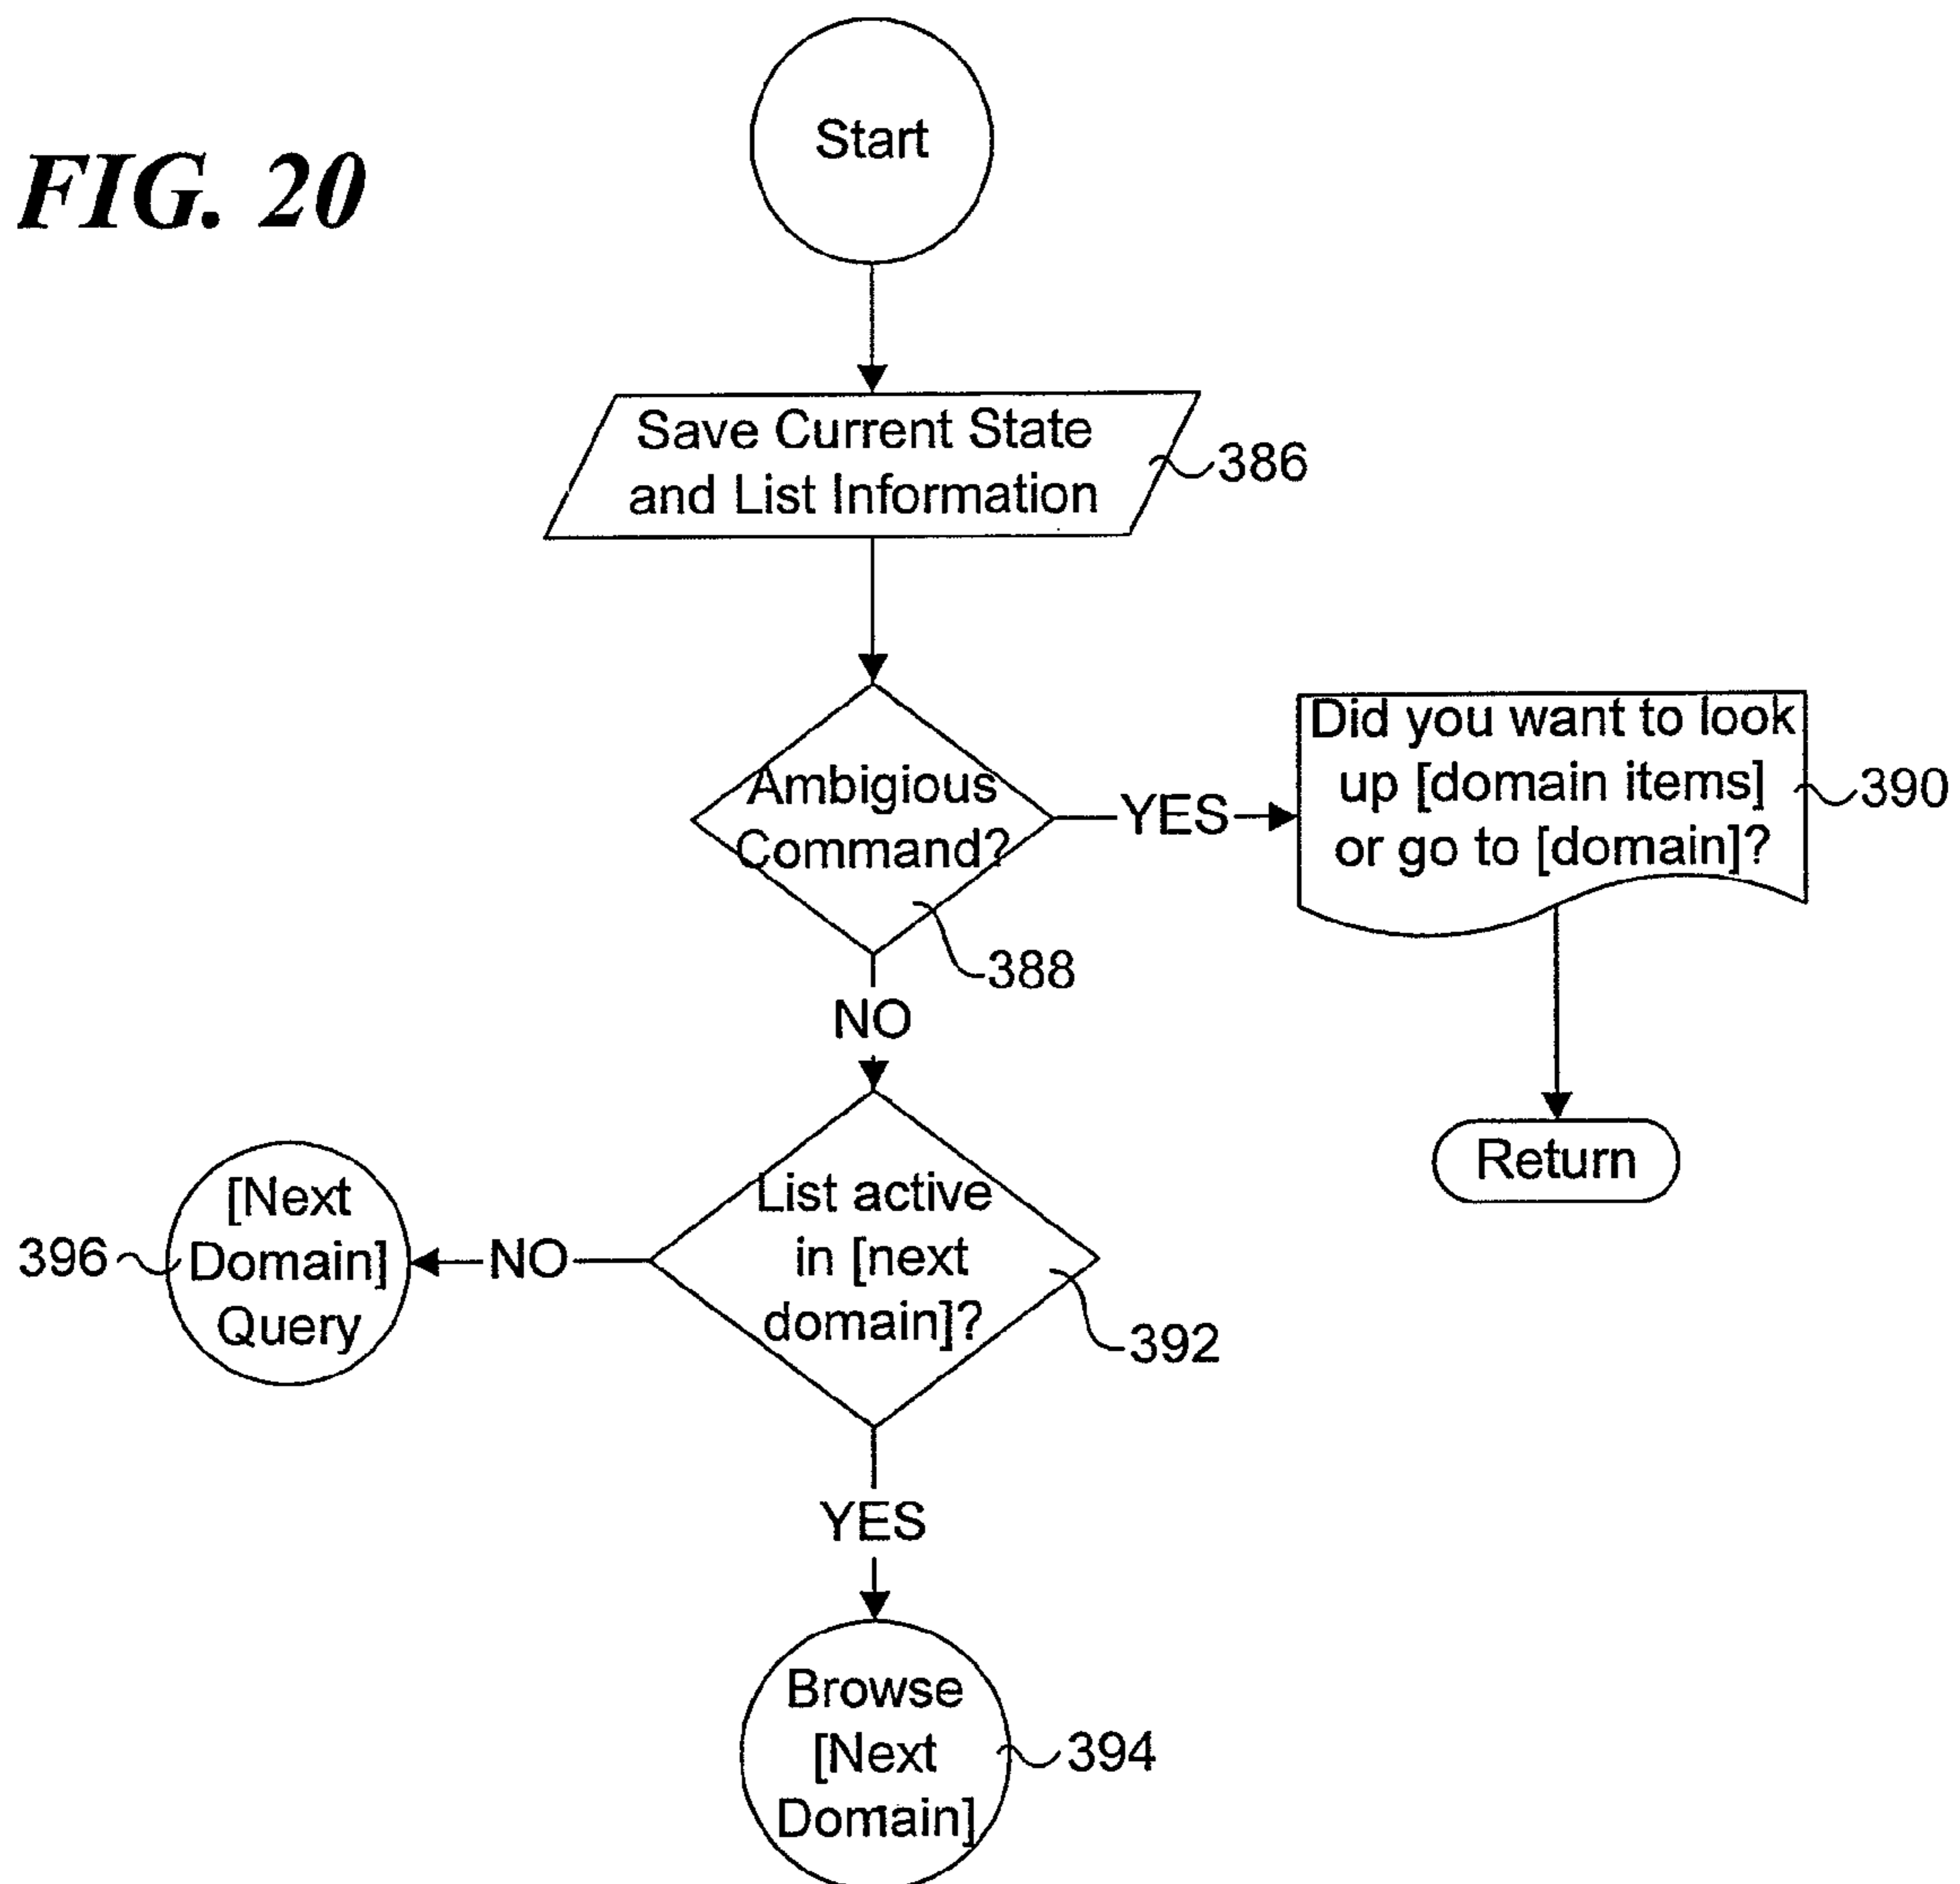 FIG. 20
Start
Save Current State
and List Information
386
Ambigious
Command?
388
YES
Did you want to look
up [domain items]
or go to [domain]?
390
Return
NO
List active
in [next
domain]?
392
NO
[Next
Domain]
Query
396
YES
Browse
[Next
Domain]
394